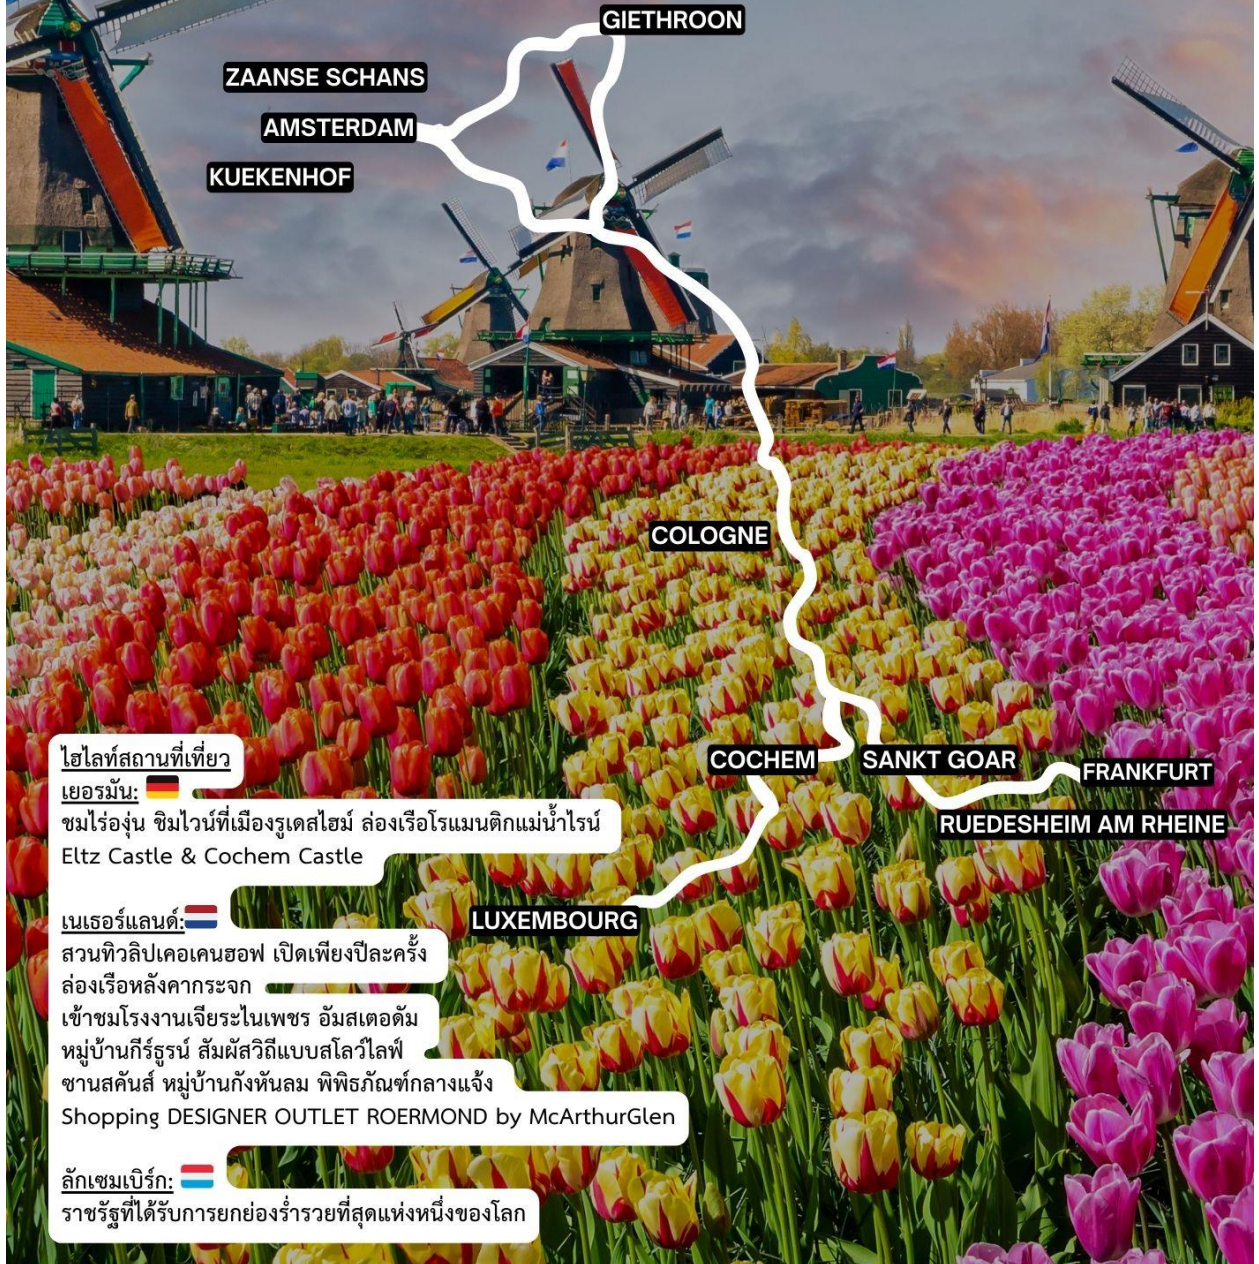 GIETHROON
ZAANSE SCHANS
AMSTERDAM
KUEKENHOF
COLOGNE
COCHEM
SANKT GOAR
FRANKFURT
RUEDESHEIM AM RHEINE
LUXEMBOURG
ไฮไลท์สถานที่เที่ยว
เยอรมัน:
ชมไร่องุ่น ชิมไวน์ที่เมืองรูเดสไฮม์ ล่องเรือโรแมนติกแม่น้ำไรน์
Eltz Castle & Cochem Castle
เนเธอร์แลนด์:
สวนทิวลิปเคอเคนฮอฟ เปิดเพียงปีละครั้ง
ล่องเรือหลังคากระจก
เข้าชมโรงงานเจียระไนเพชร อัมสเตอดัม
หมู่บ้านกีร์ธูรน์ สัมผัสวิถีแบบสโลว์ไลฟ์
ซานสคันส์ หมู่บ้านกังหันลม พิพิธภัณฑ์กลางแจ้ง
Shopping DESIGNER OUTLET ROERMOND by McArthurGlen
ลักเซมเบิร์ก:
ราชรัฐที่ได้รับการยกย่องร่ำรวยที่สุดแห่งหนึ่งของโลก